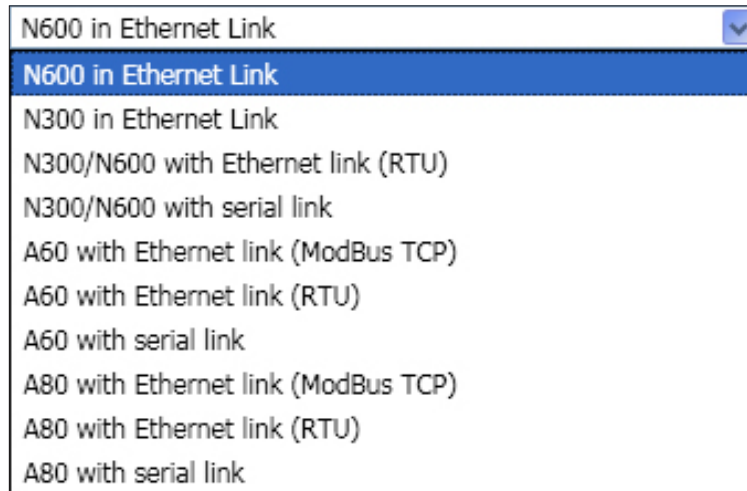 N600 in Ethernet Link
N600 in Ethernet Link
N300 in Ethernet Link
N300/N600 with Ethernet link (RTU)
N300/N600 with serial link
A60 with Ethernet link (ModBus TCP)
A60 with Ethernet link (RTU)
A60 with serial link
A80 with Ethernet link (ModBus TCP)
A80 with Ethernet link (RTU)
A80 with serial link